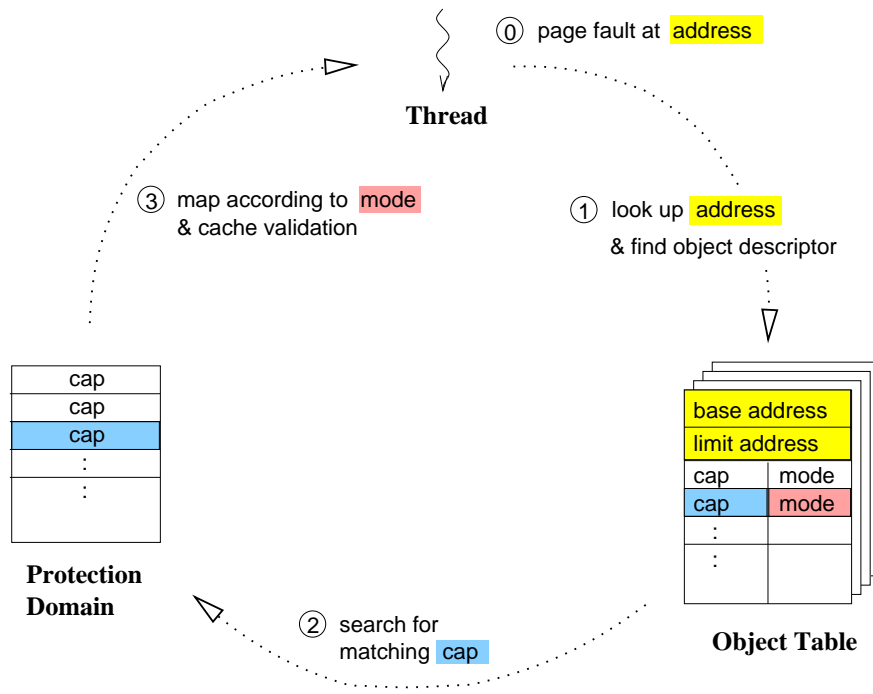 ⓪ page fault at address
Thread
③ map according to mode
& cache validation
① look up address
& find object descriptor
cap
cap
cap
:
:
Protection
Domain
base address
limit address
cap mode
cap mode
:
:
Object Table
② search for
matching cap